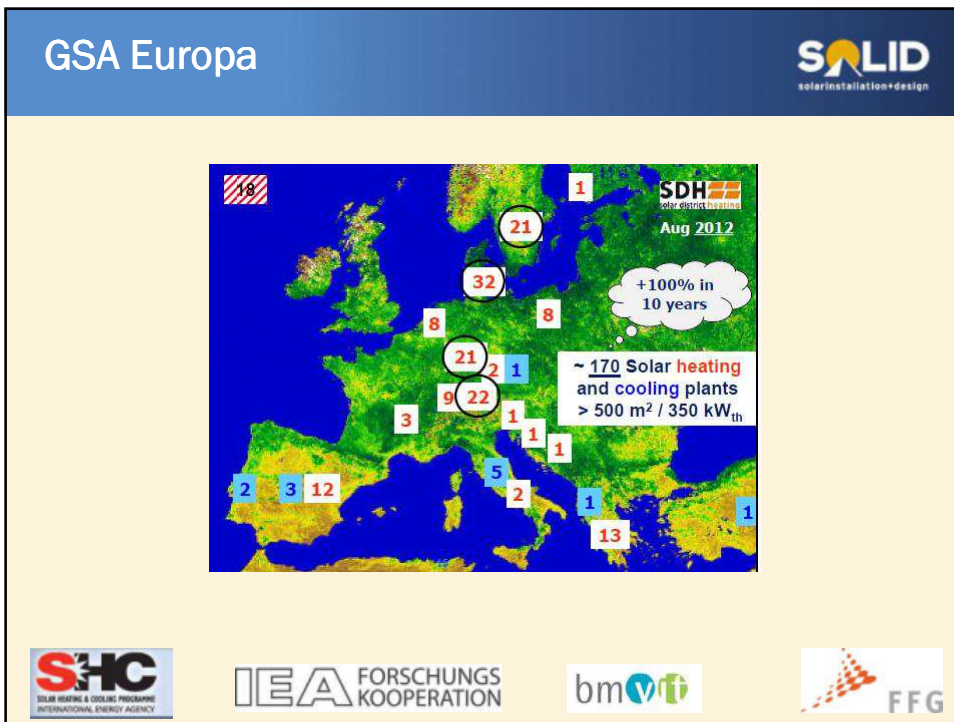 GSA Europa
SOLID
solarinstallation+design
18
1
SDH
solar district heating
Aug 2012
21
+100% in
10 years
32
8
8
21
2
1
~ 170 Solar heating
and cooling plants
> 500 m² / 350 kWth
9
22
3
1
1
1
5
2
3
12
2
1
13
1
SHC
SOLAR HEATING & COOLING PROGRAMME
INTERNATIONAL ENERGY AGENCY
IEA FORSCHUNGS
KOOPERATION
bmvit
FFG